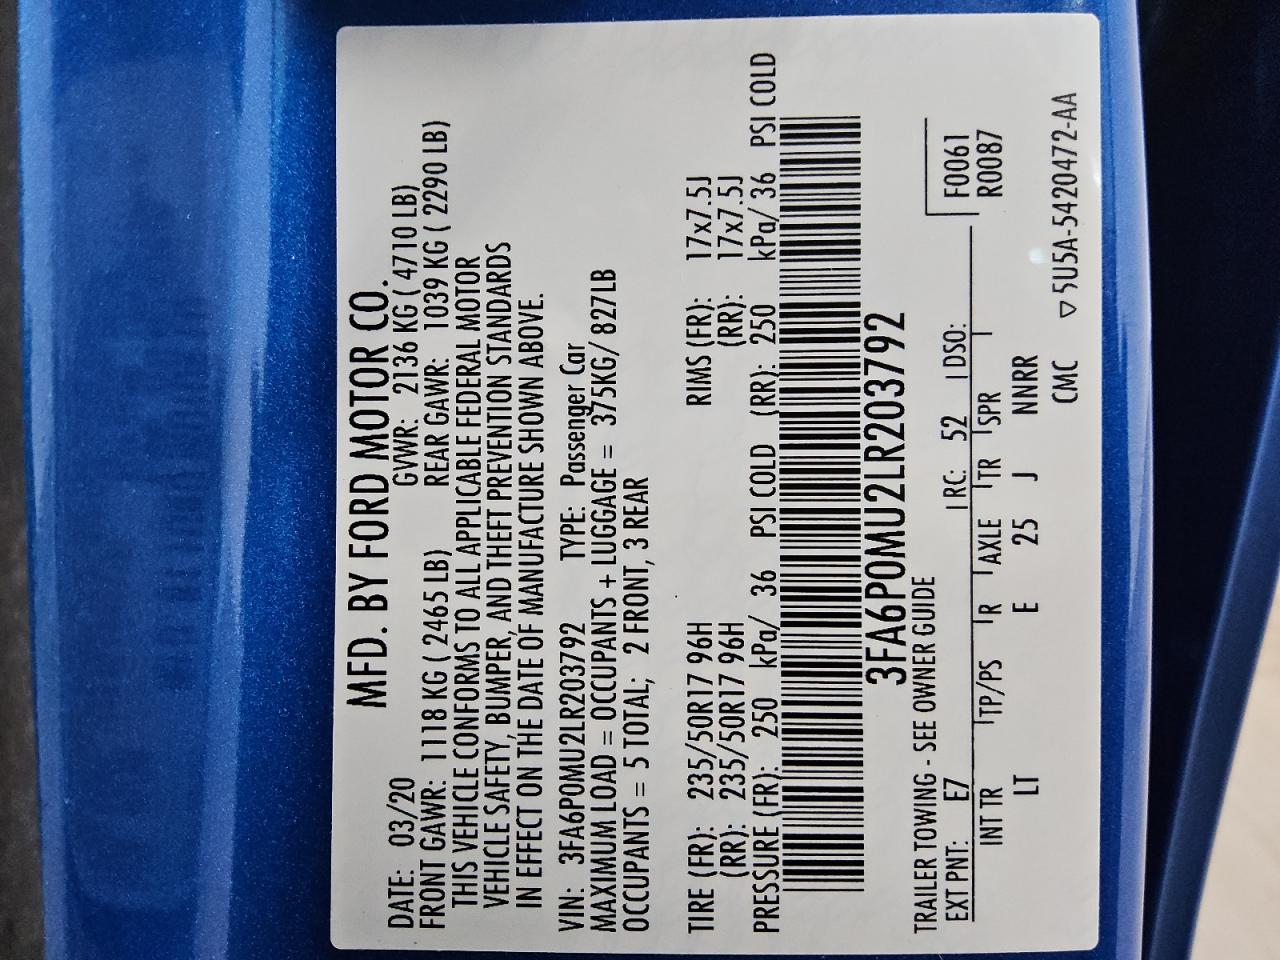 MFD. BY FORD MOTOR CO.
DATE: 03/20 GVWR: 2136 KG ( 4710 LB)
FRONT GAWR: 1118 KG ( 2465 LB) REAR GAWR: 1039 KG ( 2290 LB)
THIS VEHICLE CONFORMS TO ALL APPLICABLE FEDERAL MOTOR
VEHICLE SAFETY, BUMPER, AND THEFT PREVENTION STANDARDS
IN EFFECT ON THE DATE OF MANUFACTURE SHOWN ABOVE.
VIN: 3FA6P0MU2LR203792 TYPE: Passenger Car
MAXIMUM LOAD = OCCUPANTS + LUGGAGE = 375KG/ 827LB
OCCUPANTS = 5 TOTAL; 2 FRONT, 3 REAR
TIRE (FR): 235/50R17 96H RIMS (FR): 17x7.5J
(RR): 235/50R17 96H (RR): 17x7.5J
PRESSURE (FR): 250 kPa/ 36 PSI COLD (RR): 250 kPa/ 36 PSI COLD
3FA6P0MU2LR203792
TRAILER TOWING - SEE OWNER GUIDE
EXT PNT: E7 RC: 52 DSO: F0061
INT TR TP/PS R AXLE TR SPR R0087
LT E 25 J NNRR
CMC ▽ 5U5A-5420472-AA